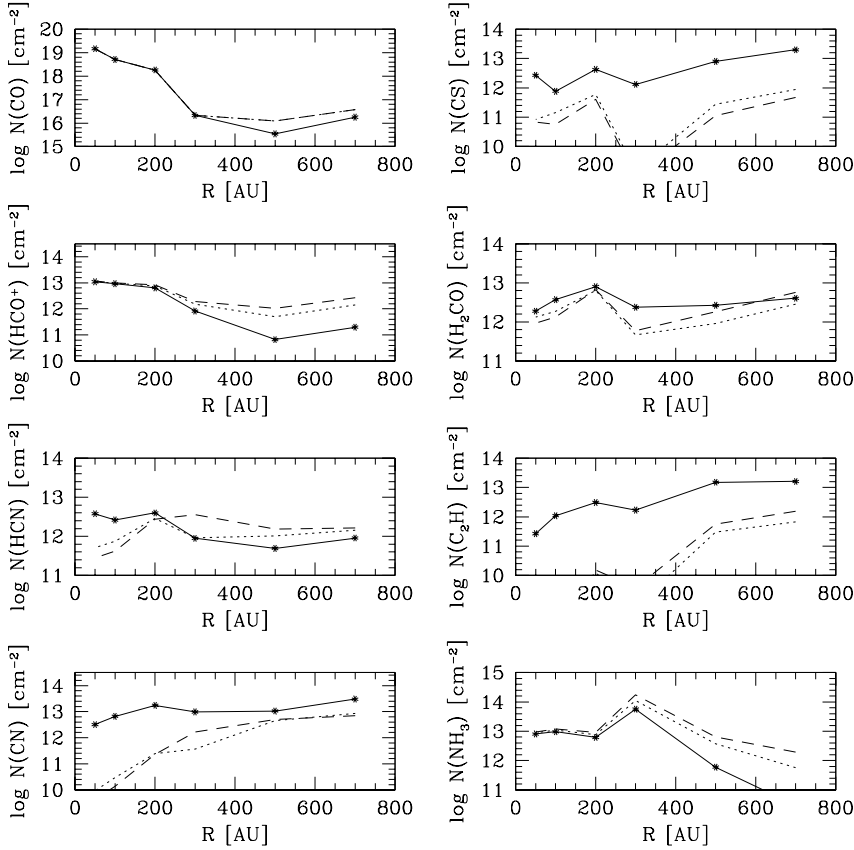 log N(CO) [cm⁻²]
20
19
18
17
16
15
0 200 400 600 800
R [AU]
log N(CS) [cm⁻²]
14
13
12
11
10
0 200 400 600 800
R [AU]
log N(HCO⁺) [cm⁻²]
14
13
12
11
10
0 200 400 600 800
R [AU]
log N(H₂CO) [cm⁻²]
14
13
12
11
0 200 400 600 800
R [AU]
log N(HCN) [cm⁻²]
14
13
12
11
0 200 400 600 800
R [AU]
log N(C₂H) [cm⁻²]
14
13
12
11
10
0 200 400 600 800
R [AU]
log N(CN) [cm⁻²]
14
13
12
11
10
0 200 400 600 800
R [AU]
log N(NH₃) [cm⁻²]
15
14
13
12
11
0 200 400 600 800
R [AU]